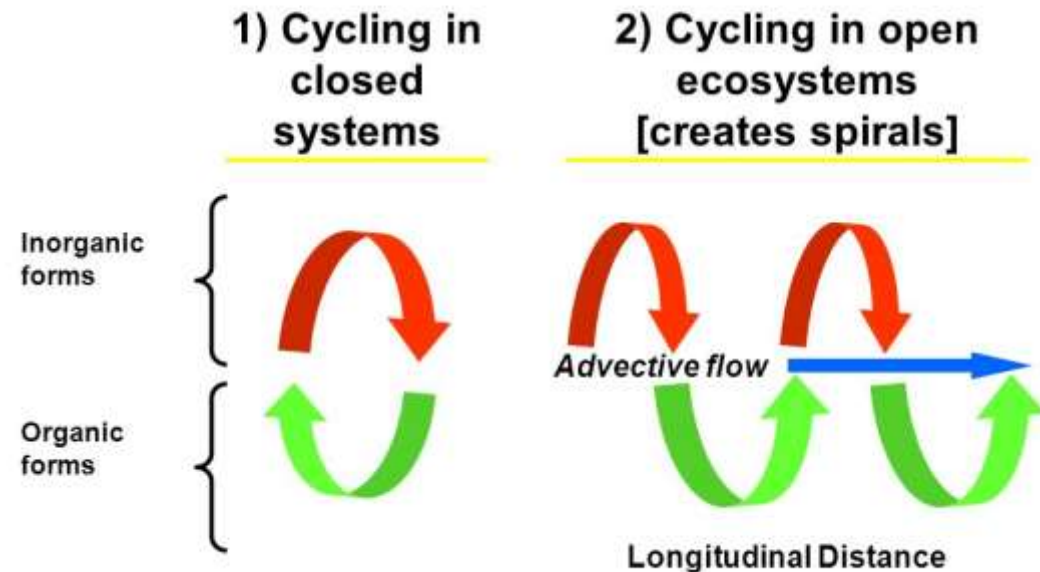 1) Cycling in
closed
systems
2) Cycling in open
ecosystems
[creates spirals]
Inorganic
forms
Advective flow
Organic
forms
Longitudinal Distance